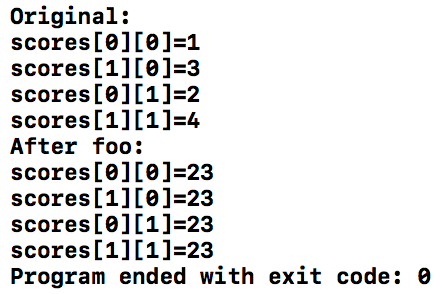 Original:
scores[0][0]=1
scores[1][0]=3
scores[0][1]=2
scores[1][1]=4
After foo:
scores[0][0]=23
scores[1][0]=23
scores[0][1]=23
scores[1][1]=23
Program ended with exit code: 0